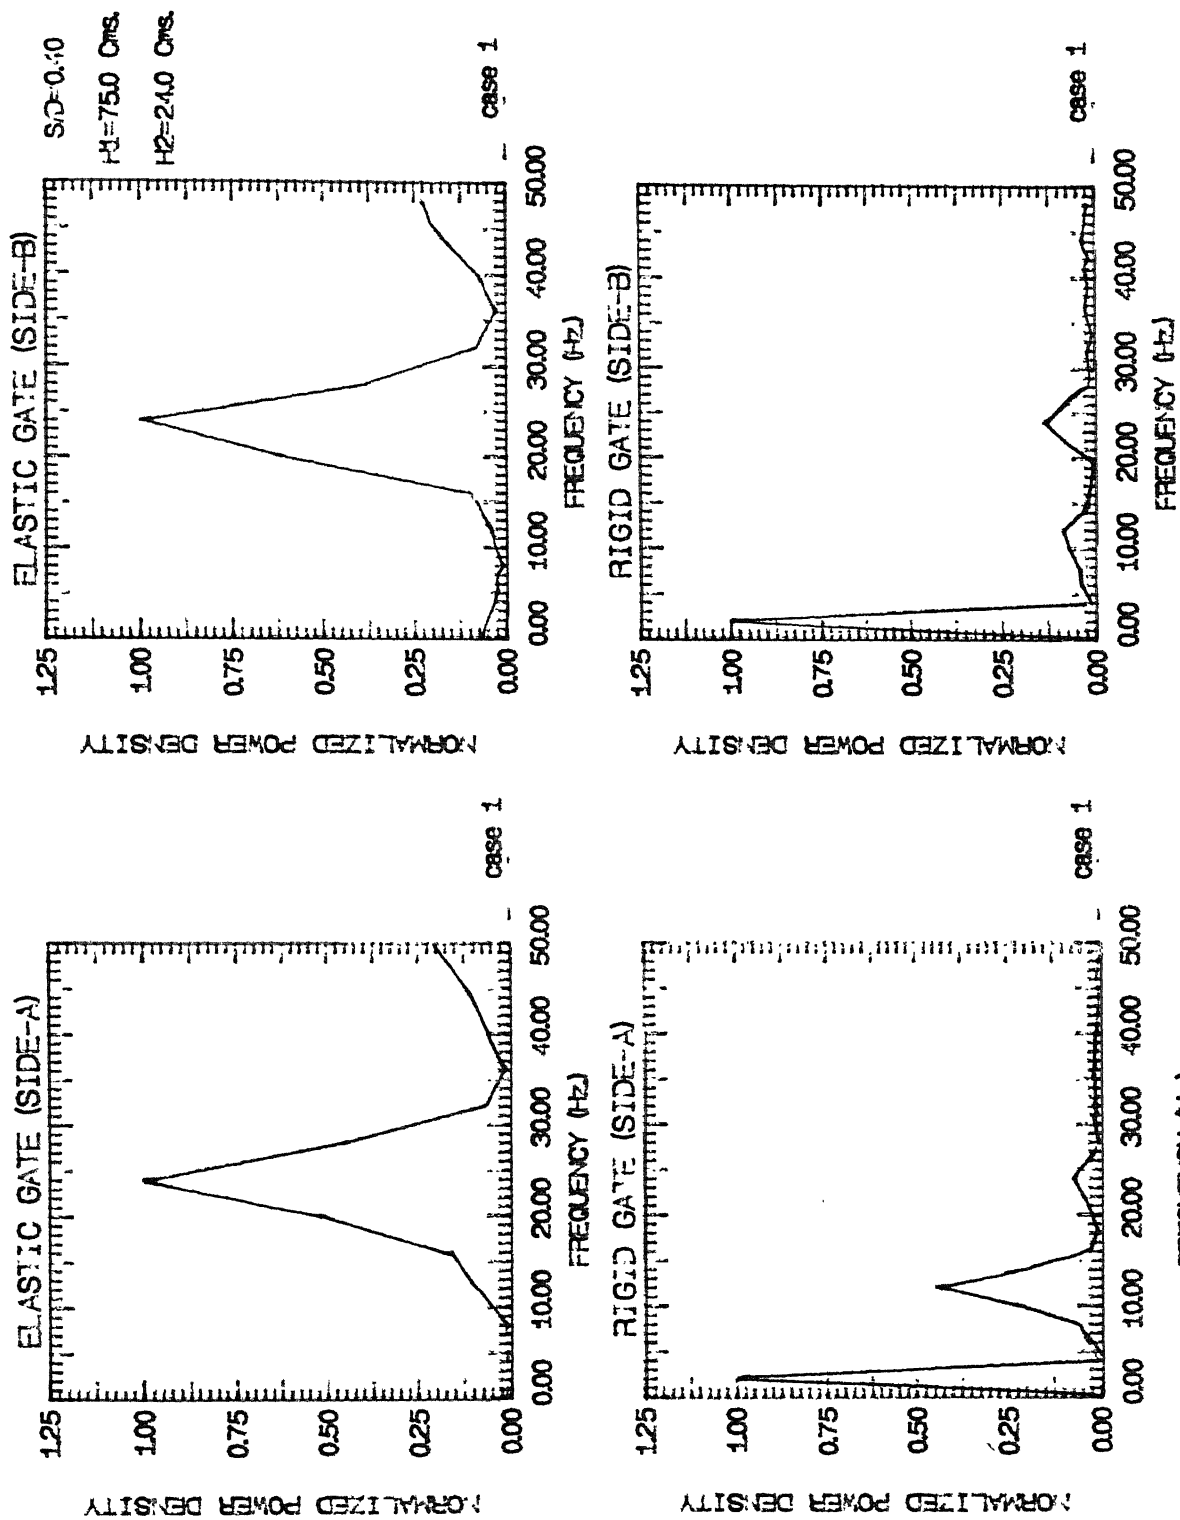 ELASTIC GATE (SIDE-A)
NORMALIZED POWER DENSITY
1.25
1.00
0.75
0.50
0.25
0.00
0.00 10.00 20.00 30.00 40.00 50.00
FREQUENCY (Hz.)
case 1
ELASTIC GATE (SIDE-B)
S/D=0.40
H1=75.0 Cms.
H2=24.0 Cms.
NORMALIZED POWER DENSITY
1.25
1.00
0.75
0.50
0.25
0.00
0.00 10.00 20.00 30.00 40.00 50.00
FREQUENCY (Hz.)
case 1
RIGID GATE (SIDE-A)
NORMALIZED POWER DENSITY
1.25
1.00
0.75
0.50
0.25
0.00
0.00 10.00 20.00 30.00 40.00 50.00
case 1
RIGID GATE (SIDE-B)
NORMALIZED POWER DENSITY
1.25
1.00
0.75
0.50
0.25
0.00
0.00 10.00 20.00 30.00 40.00 50.00
FREQUENCY (Hz.)
case 1